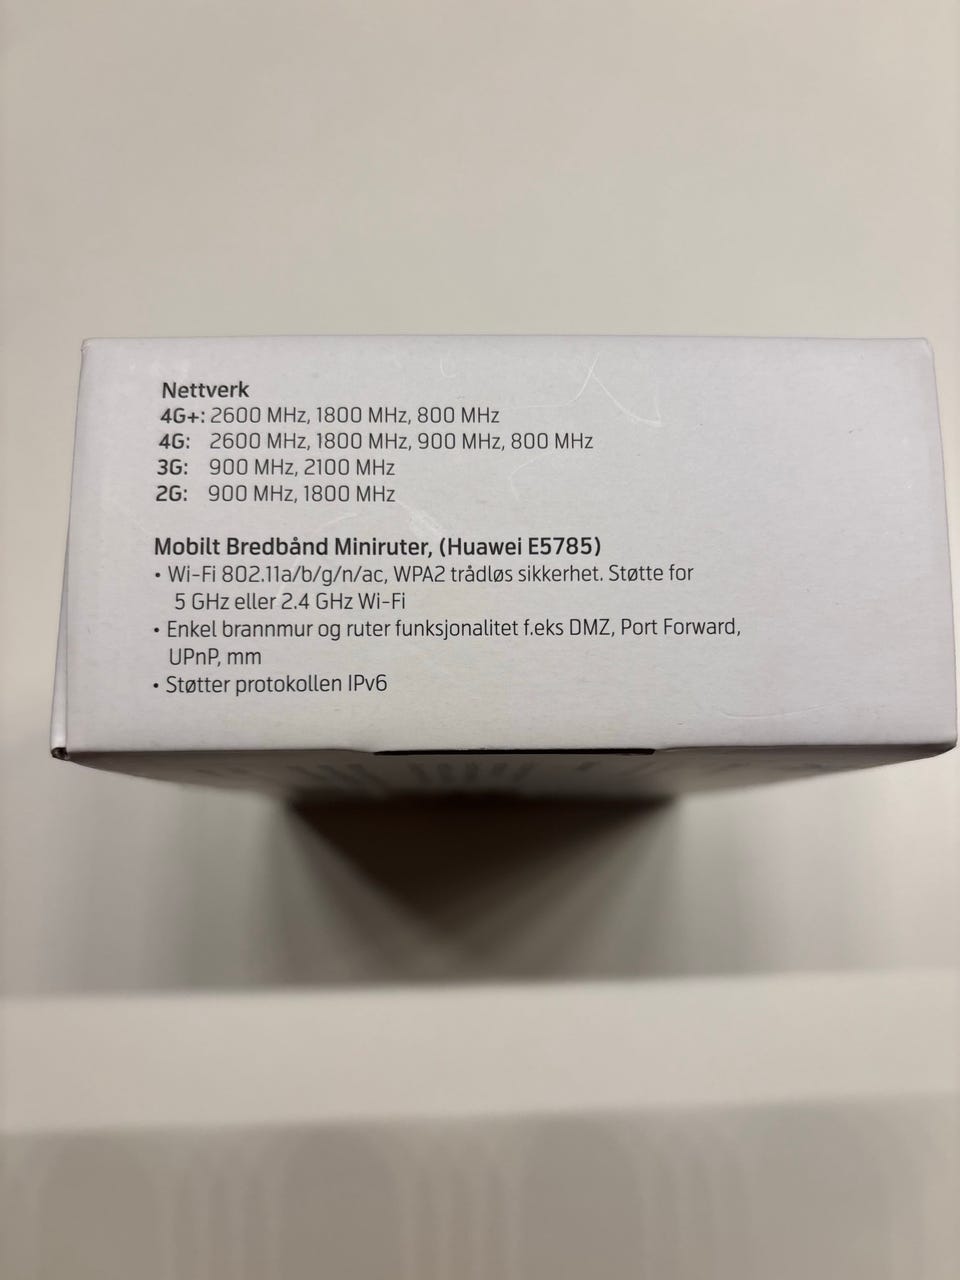 Nettverk
4G+: 2600 MHz, 1800 MHz, 800 MHz
4G: 2600 MHz, 1800 MHz, 900 MHz, 800 MHz
3G: 900 MHz, 2100 MHz
2G: 900 MHz, 1800 MHz
Mobilt Bredbånd Miniruter, (Huawei E5785)
• Wi-Fi 802.11a/b/g/n/ac, WPA2 trådløs sikkerhet. Støtte for
5 GHz eller 2.4 GHz Wi-Fi
• Enkel brannmur og ruter funksjonalitet f.eks DMZ, Port Forward,
UPnP, mm
• Støtter protokollen IPv6